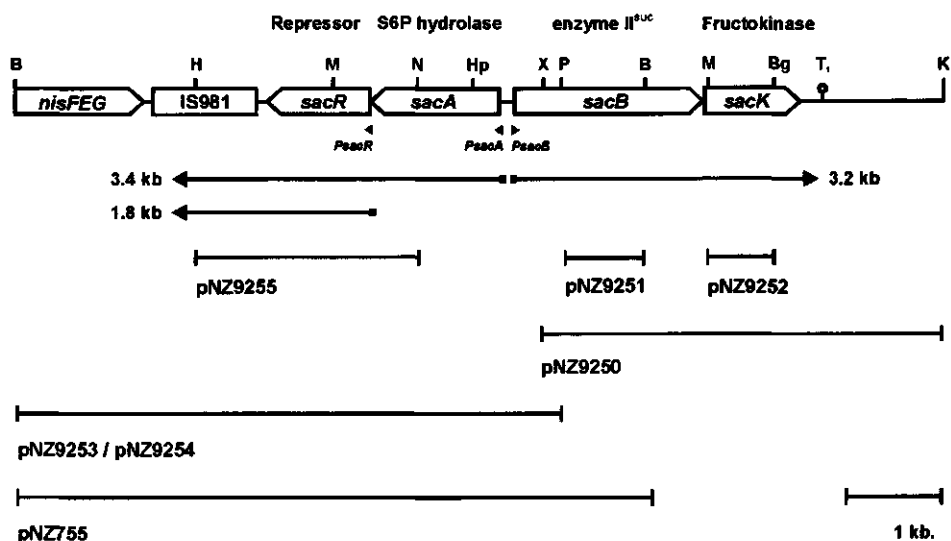 Repressor S6P hydrolase enzyme II^suc Fructokinase
B H M N Hp X P B M Bg T₁ K
nisFEG IS981 sacR sacA sacB sacK
PsacR PsacA PsacB
3.4 kb 3.2 kb
1.8 kb
pNZ9255 pNZ9251 pNZ9252
pNZ9250
pNZ9253 / pNZ9254
pNZ755 1 kb.